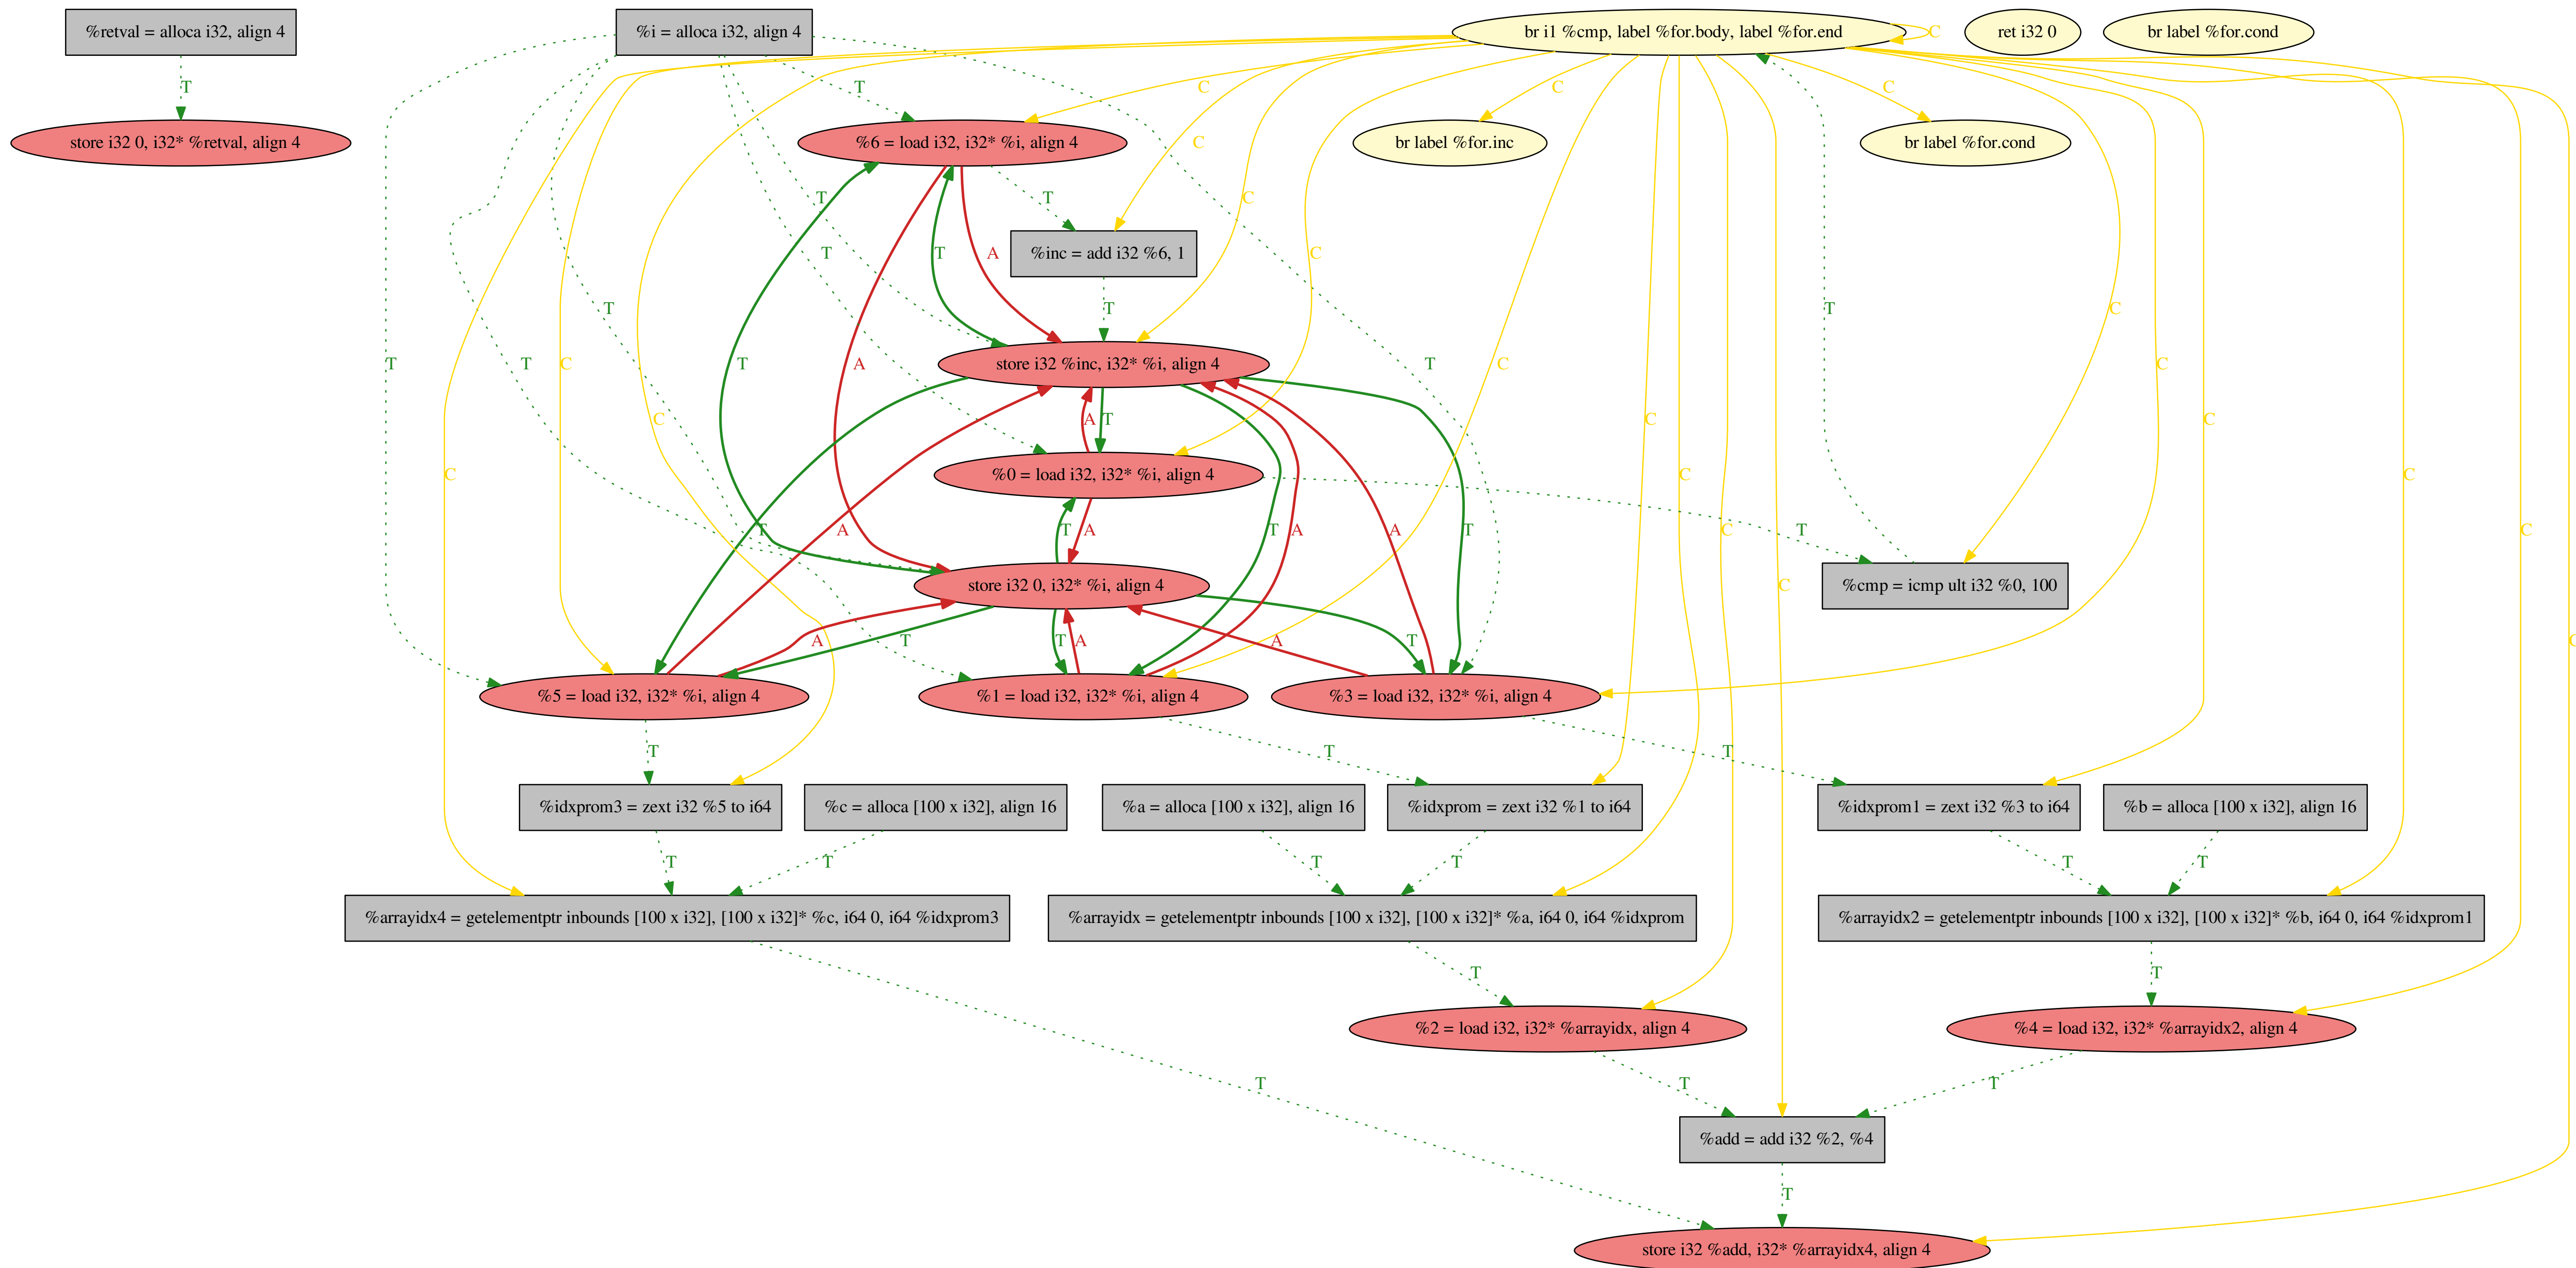 %retval = alloca i32, align 4
%i = alloca i32, align 4
br i1 %cmp, label %for.body, label %for.end
C
ret i32 0
br label %for.cond
T
T
C
C
C
store i32 0, i32* %retval, align 4
%6 = load i32, i32* %i, align 4
br label %for.inc
br label %for.cond
C
T
T
C
T
A
C
T
%inc = add i32 %6, 1
T
T
T
C
C
store i32 %inc, i32* %i, align 4
T
C
T
T
A
T
C
C
C
A
T
C
C
C
%0 = load i32, i32* %i, align 4
C
C
C
T
A
T
A
T
A
A
T
T
C
C
C
store i32 0, i32* %i, align 4
%cmp = icmp ult i32 %0, 100
A
T
T
A
A
T
C
%5 = load i32, i32* %i, align 4
%1 = load i32, i32* %i, align 4
%3 = load i32, i32* %i, align 4
T
T
T
%idxprom3 = zext i32 %5 to i64
%c = alloca [100 x i32], align 16
%a = alloca [100 x i32], align 16
%idxprom = zext i32 %1 to i64
%idxprom1 = zext i32 %3 to i64
%b = alloca [100 x i32], align 16
T
T
T
T
T
T
%arrayidx4 = getelementptr inbounds [100 x i32], [100 x i32]* %c, i64 0, i64 %idxprom3
%arrayidx = getelementptr inbounds [100 x i32], [100 x i32]* %a, i64 0, i64 %idxprom
%arrayidx2 = getelementptr inbounds [100 x i32], [100 x i32]* %b, i64 0, i64 %idxprom1
T
T
%2 = load i32, i32* %arrayidx, align 4
%4 = load i32, i32* %arrayidx2, align 4
T
T
T
%add = add i32 %2, %4
T
store i32 %add, i32* %arrayidx4, align 4